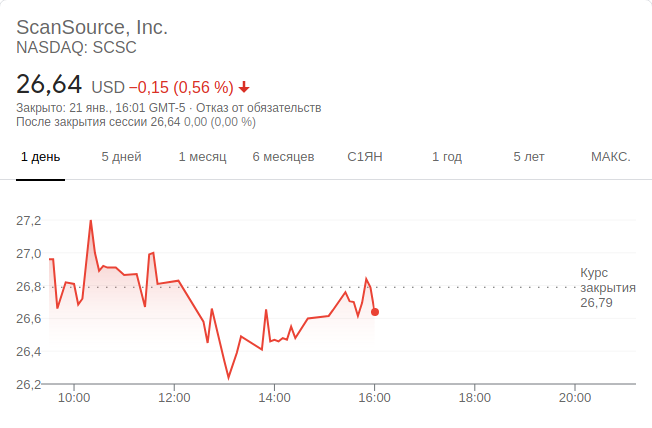 ScanSource, Inc.
NASDAQ: SCSC
26,64 USD −0,15 (0,56 %)
Закрыто: 21 янв., 16:01 GMT-5 · Отказ от обязательств
После закрытия сессии 26,64 0,00 (0,00 %)
1 день 5 дней 1 месяц 6 месяцев С1ЯН 1 год 5 лет МАКС.
27,2
27,0
26,8
26,6
26,4
26,2
Курс
закрытия
26,79
10:00 12:00 14:00 16:00 18:00 20:00